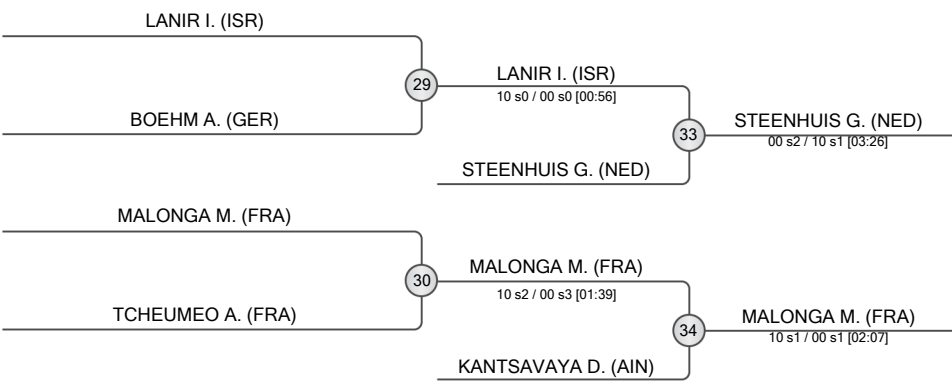 LANIR I. (ISR)
29
LANIR I. (ISR)
10 s0 / 00 s0 [00:56]
BOEHM A. (GER)
33
STEENHUIS G. (NED)
00 s2 / 10 s1 [03:26]
STEENHUIS G. (NED)
MALONGA M. (FRA)
30
MALONGA M. (FRA)
10 s2 / 00 s3 [01:39]
TCHEUMEO A. (FRA)
34
MALONGA M. (FRA)
10 s1 / 00 s1 [02:07]
KANTSAVAYA D. (AIN)